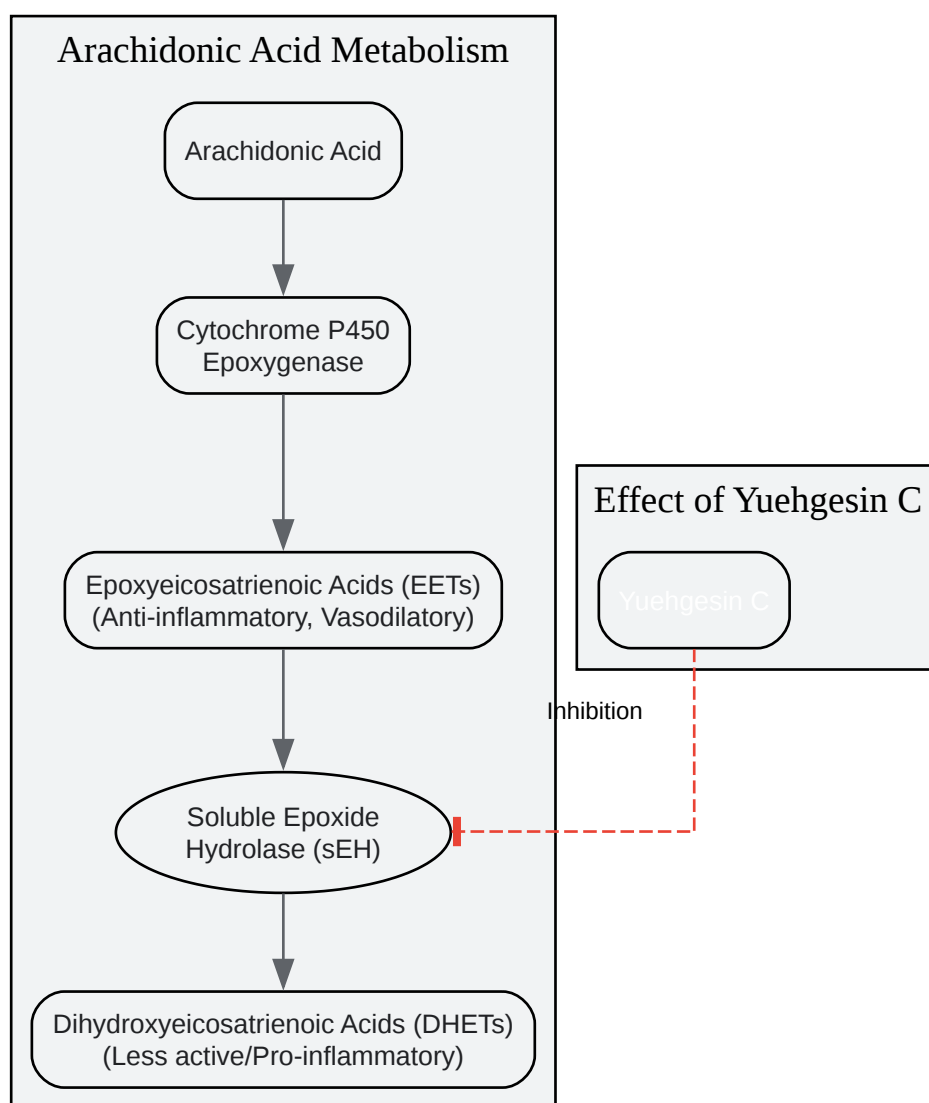 Arachidonic Acid Metabolism
Arachidonic Acid
Cytochrome P450
Epoxygenase
Epoxyeicosatrienoic Acids (EETs)
(Anti-inflammatory, Vasodilatory)
Soluble Epoxide
Hydrolase (sEH)
Dihydroxyeicosatrienoic Acids (DHETs)
(Less active/Pro-inflammatory)
Effect of Yuehgesin C
Yuehgesin C
Inhibition